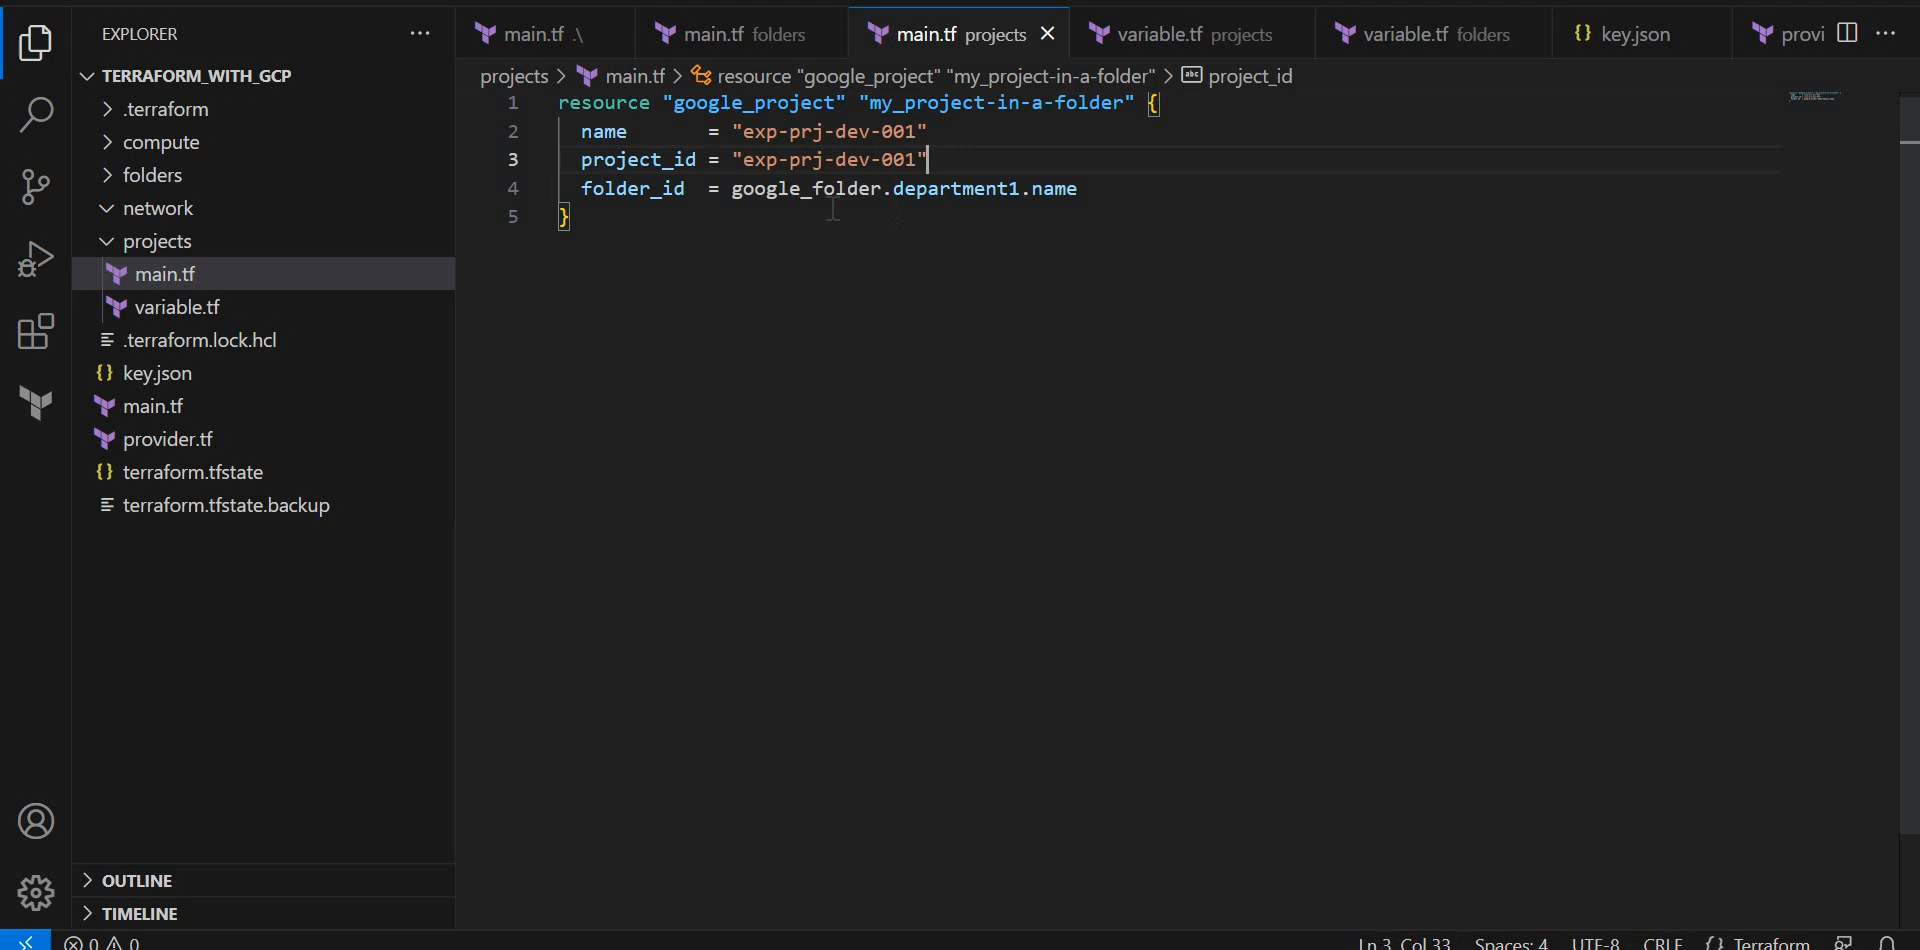 EXPLORER
TERRAFORM_WITH_GCP
.terraform
compute
folders
network
projects
main.tf
variable.tf
.terraform.lock.hcl
key.json
main.tf
provider.tf
terraform.tfstate
terraform.tfstate.backup
OUTLINE
TIMELINE
main.tf .\
main.tf folders
main.tf projects
variable.tf projects
variable.tf folders
key.json
provi
projects > main.tf > resource "google_project" "my_project-in-a-folder" > abc project_id
1 resource "google_project" "my_project-in-a-folder" {
2 name = "exp-prj-dev-001"
3 project_id = "exp-prj-dev-001"
4 folder_id = google_folder.department1.name
5 }
0 0
Ln 3, Col 33 Spaces: 4 UTF-8 CRLF {} Terraform